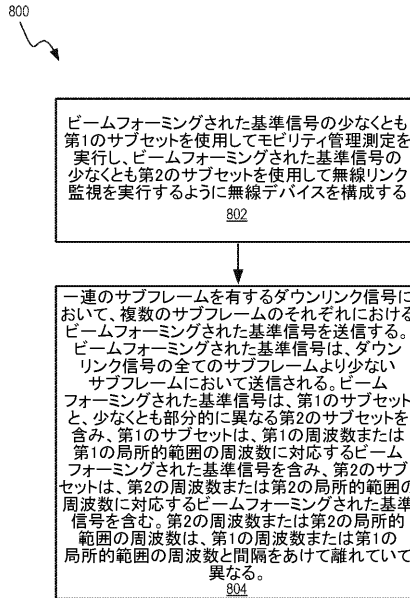 800
ビームフォーミングされた基準信号の少なくとも
第1のサブセットを使用してモビリティ管理測定を
実行し、ビームフォーミングされた基準信号の
少なくとも第2のサブセットを使用して無線リンク
監視を実行するように無線デバイスを構成する
802
一連のサブフレームを有するダウンリンク信号に
おいて、複数のサブフレームのそれぞれにおける
ビームフォーミングされた基準信号を送信する。
ビームフォーミングされた基準信号は、ダウン
リンク信号の全てのサブフレームより少ない
サブフレームにおいて送信される。ビーム
フォーミングされた基準信号は、第1のサブセット
と、少なくとも部分的に異なる第2のサブセットを
含み、第1のサブセットは、第1の周波数または
第1の局所的範囲の周波数に対応するビーム
フォーミングされた基準信号を含み、第2のサブ
セットは、第2の周波数または第2の局所的範囲の
周波数に対応するビームフォーミングされた基準
信号を含む。第2の周波数または第2の局所的
範囲の周波数は、第1の周波数または第1の
局所的範囲の周波数と間隔をあけて離れていて
異なる。
804